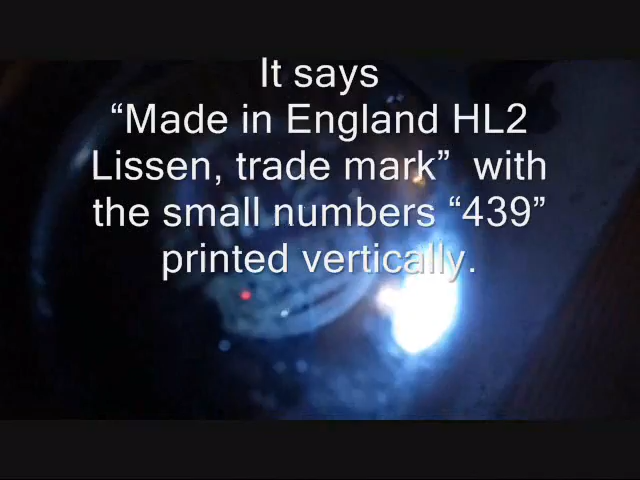 It says
“Made in England HL2
Lissen, trade mark”  with
the small numbers “439”
printed vertically.